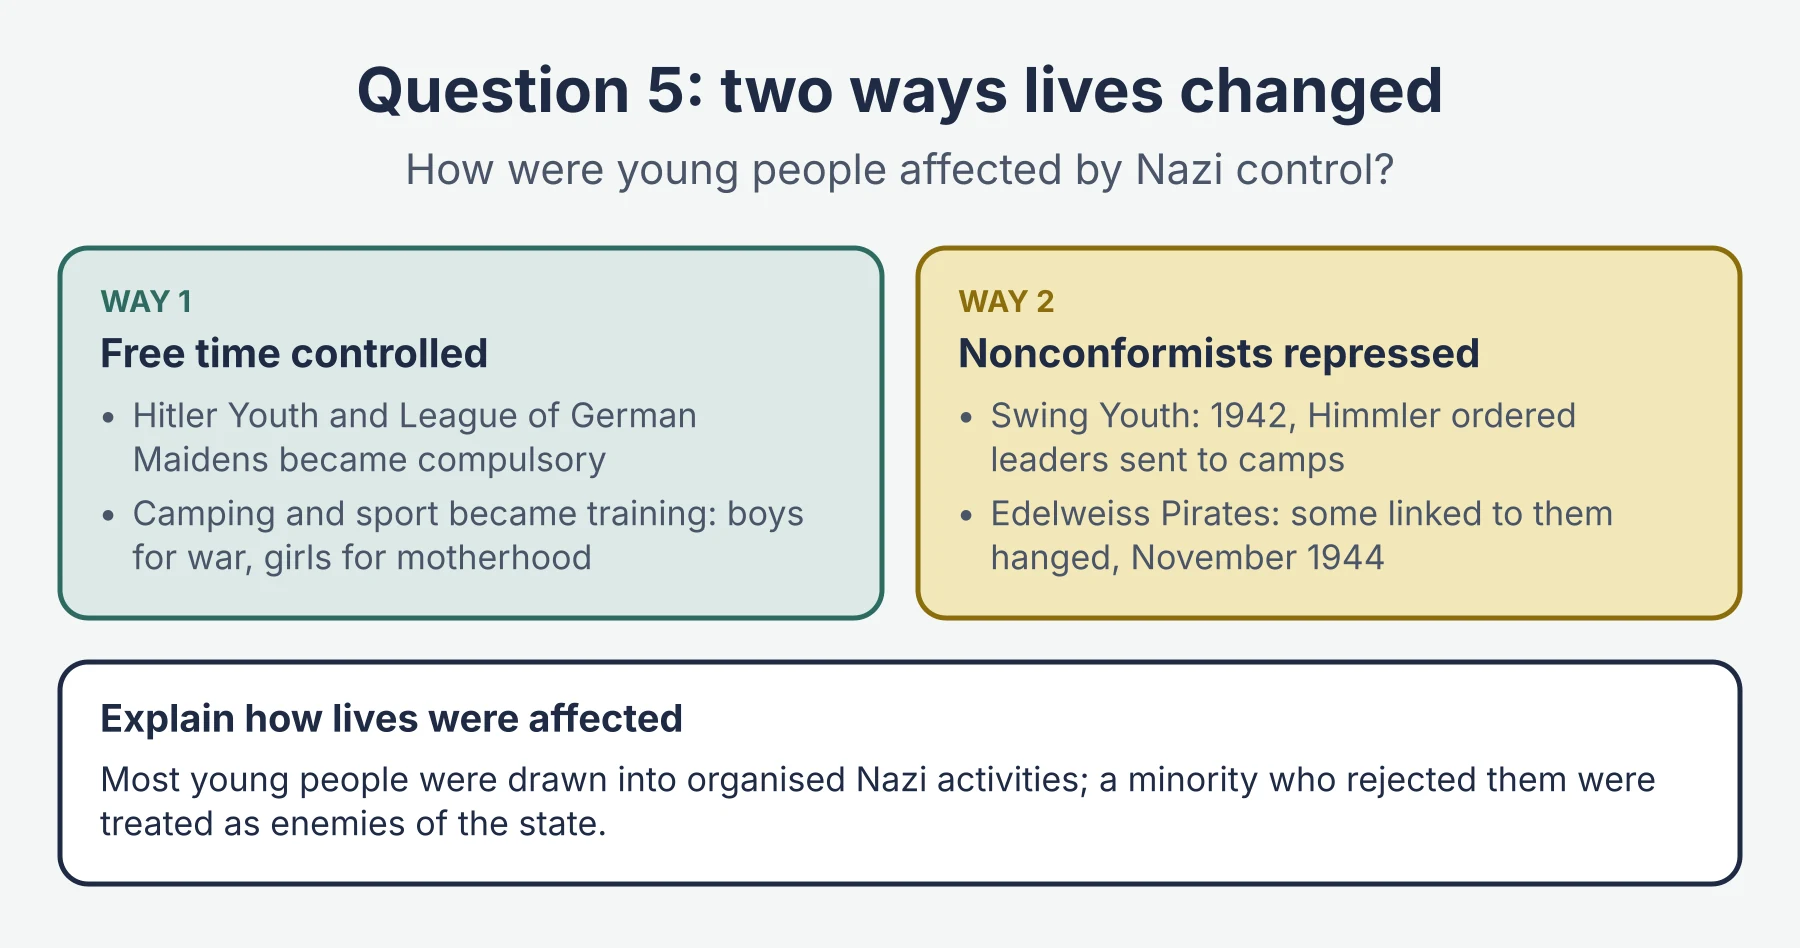 Question 5: two ways lives changed
How were young people affected by Nazi control?
WAY 1
Free time controlled
• Hitler Youth and League of German
Maidens became compulsory
• Camping and sport became training: boys
for war, girls for motherhood
WAY 2
Nonconformists repressed
• Swing Youth: 1942, Himmler ordered
leaders sent to camps
• Edelweiss Pirates: some linked to them
hanged, November 1944
Explain how lives were affected
Most young people were drawn into organised Nazi activities; a minority who rejected them were
treated as enemies of the state.